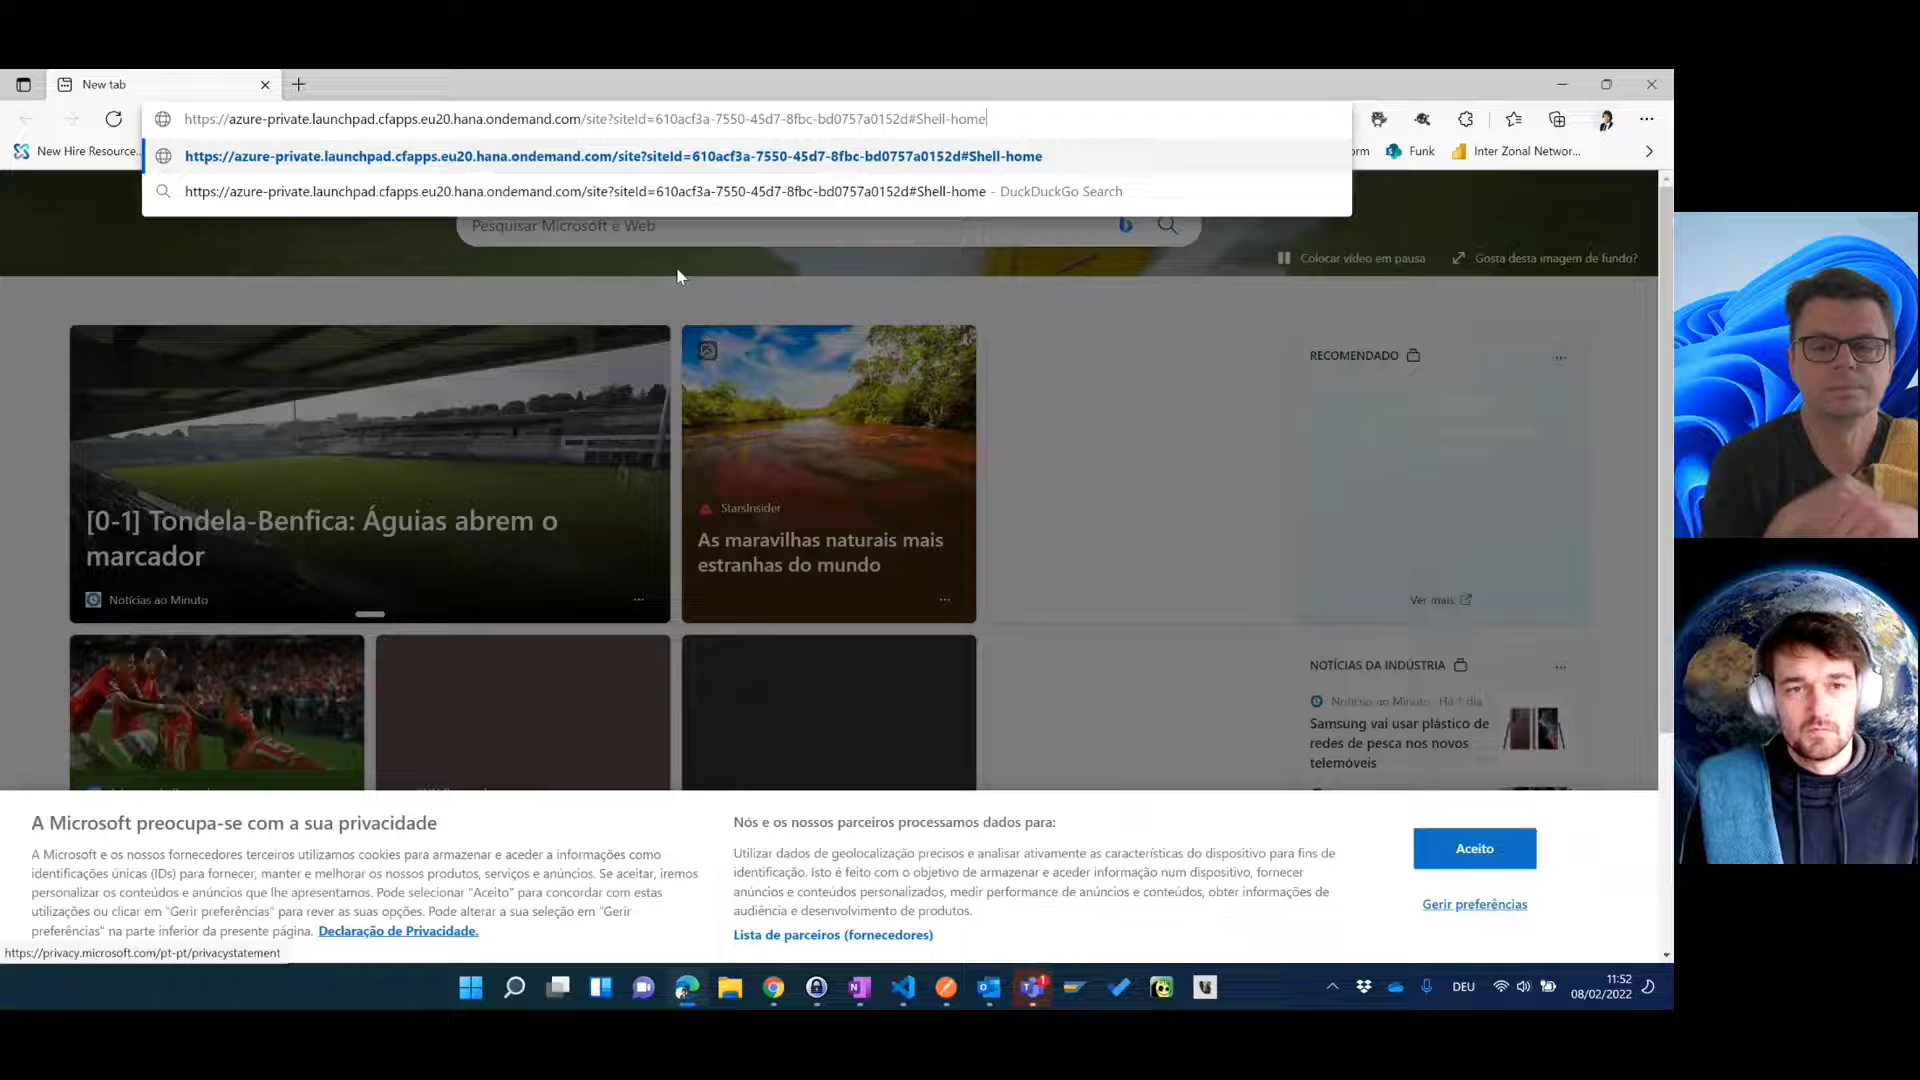 New tab
https://azure-private.launchpad.cfapps.eu20.hana.ondemand.com/site?siteId=610acf3a-7550-45d7-8fbc-bd0757a0152d#Shell-home
New Hire Resource...
https://azure-private.launchpad.cfapps.eu20.hana.ondemand.com/site?siteId=610acf3a-7550-45d7-8fbc-bd0757a0152d#Shell-home
orm
Funk
Inter Zonal Networ...
https://azure-private.launchpad.cfapps.eu20.hana.ondemand.com/site?siteId=610acf3a-7550-45d7-8fbc-bd0757a0152d#Shell-home - DuckDuckGo Search
Pesquisar Microsoft e Web
Colocar vídeo em pausa
Gosta desta imagem de fundo?
[0-1] Tondela-Benfica: Águias abrem o
marcador
Notícias ao Minuto
StarsInsider
As maravilhas naturais mais
estranhas do mundo
RECOMENDADO
Ver mais
NOTÍCIAS DA INDÚSTRIA
Notícias ao Minuto Há 1 dia
Samsung vai usar plástico de
redes de pesca nos novos
telemóveis
A Microsoft preocupa-se com a sua privacidade
A Microsoft e os nossos fornecedores terceiros utilizamos cookies para armazenar e aceder a informações como
identificações únicas (IDs) para fornecer, manter e melhorar os nossos produtos, serviços e anúncios. Se aceitar, iremos
personalizar os conteúdos e anúncios que lhe apresentamos. Pode selecionar "Aceito" para concordar com estas
utilizações ou clicar em "Gerir preferências" para rever as suas opções. Pode alterar a sua seleção em "Gerir
preferências" na parte inferior da presente página. Declaração de Privacidade.
Nós e os nossos parceiros processamos dados para:
Utilizar dados de geolocalização precisos e analisar ativamente as características do dispositivo para fins de
identificação. Isto é feito com o objetivo de armazenar e aceder informação num dispositivo, fornecer
anúncios e conteúdos personalizados, medir performance de anúncios e conteúdos, obter informações de
audiência e desenvolvimento de produtos.
Lista de parceiros (fornecedores)
Aceito
Gerir preferências
https://privacy.microsoft.com/pt-pt/privacystatement
1
DEU
11:52
08/02/2022